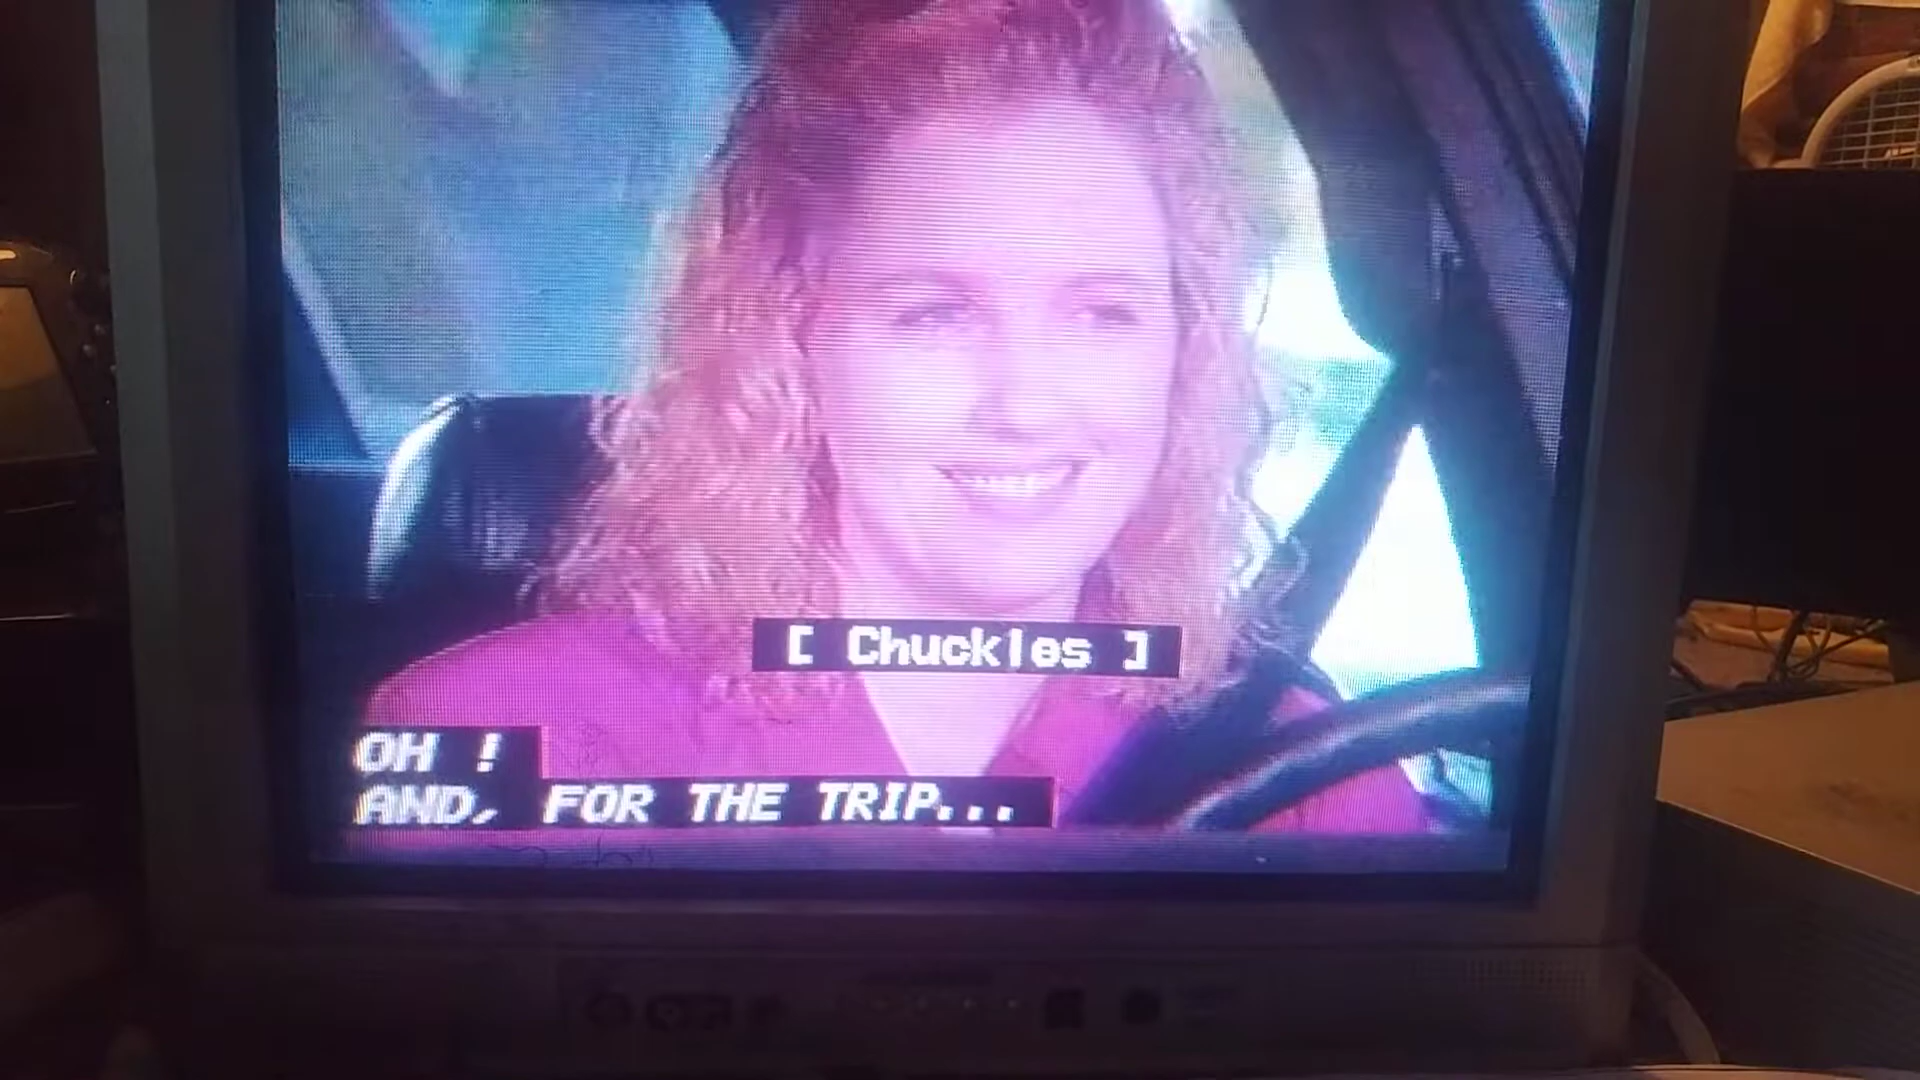 [ Chuckles ]
OH !
AND, FOR THE TRIP...